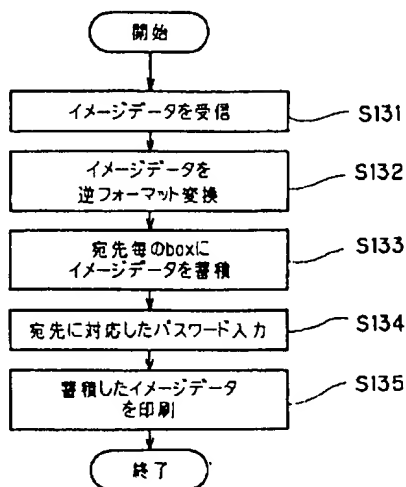 開始
イメージデータを受信
S131
イメージデータを
逆フォーマット変換
S132
宛先毎のboxに
イメージデータを蓄積
S133
宛先に対応したパスワード入力
S134
蓄積したイメージデータ
を印刷
S135
終了